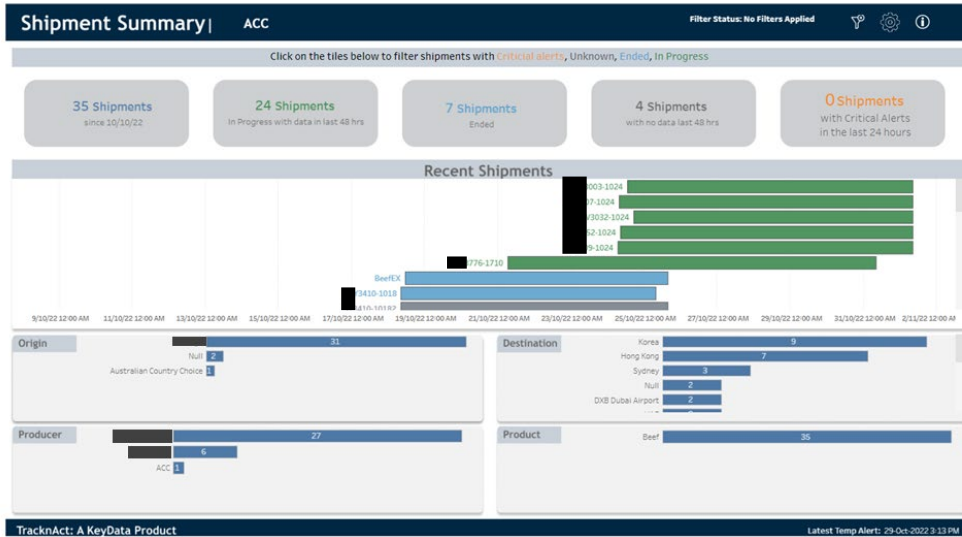 Shipment Summary| ACC Filter Status: No Filters Applied
Click on the tiles below to filter shipments with Criticial alerts, Unknown, Ended, In Progress
35 Shipments
since 10/10/22
24 Shipments
In Progress with data in last 48 hrs
7 Shipments
Ended
4 Shipments
with no data last 48 hrs
0 Shipments
with Critical Alerts
in the last 24 hours
Recent Shipments
003-1024
07-1024
/3032-1024
52-1024
9-1024
776-1710
BeefEX
/3410-1018
3410-10182
9/10/22 12:00 AM 11/10/22 12:00 AM 13/10/22 12:00 AM 15/10/22 12:00 AM 17/10/22 12:00 AM 19/10/22 12:00 AM 21/10/22 12:00 AM 23/10/22 12:00 AM 25/10/22 12:00 AM 27/10/22 12:00 AM 29/10/22 12:00 AM 31/10/22 12:00 AM 2/11/22 12:00 AM
Origin
31
Null 2
Australian Country Choice 1
Destination
Korea 9
Hong Kong 7
Sydney 3
Null 2
DXB Dubai Airport 2
Producer
27
6
ACC 1
Product
Beef 35
TracknAct: A KeyData Product
Latest Temp Alert: 29-Oct-2022 3:13 PM